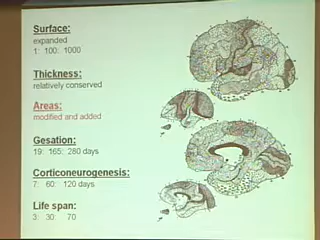 Surface:
expanded
1: 100: 1000
Thickness:
relatively conserved
Areas:
modified and added
Gesation:
19: 165: 280 days
Corticoneurogenesis:
7: 60: 120 days
Life span:
3: 30: 70